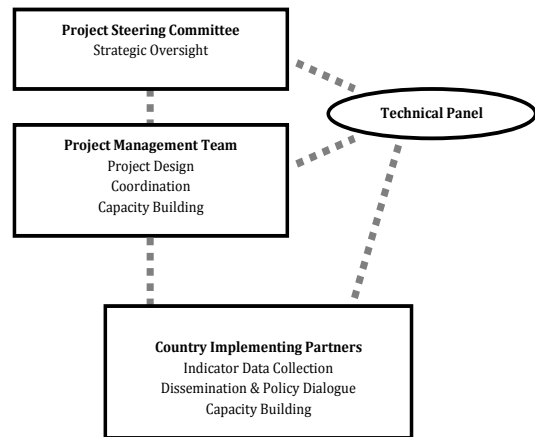 Project Steering Committee
Strategic Oversight
Technical Panel
Project Management Team
Project Design
Coordination
Capacity Building
Country Implementing Partners
Indicator Data Collection
Dissemination & Policy Dialogue
Capacity Building